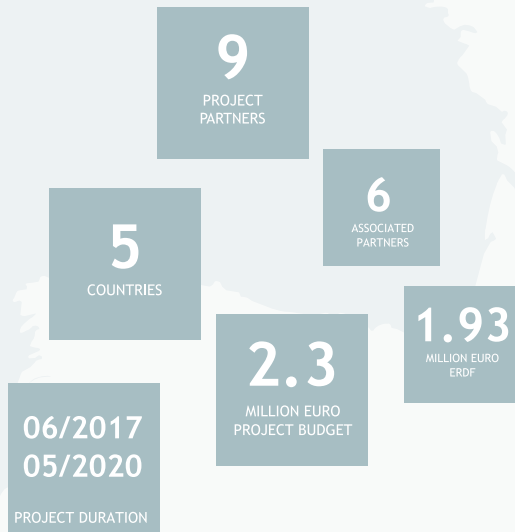 9
PROJECT
PARTNERS
6
ASSOCIATED
PARTNERS
5
COUNTRIES
1.93
MILLION EURO
ERDF
2.3
MILLION EURO
PROJECT BUDGET
06/2017
05/2020
PROJECT DURATION